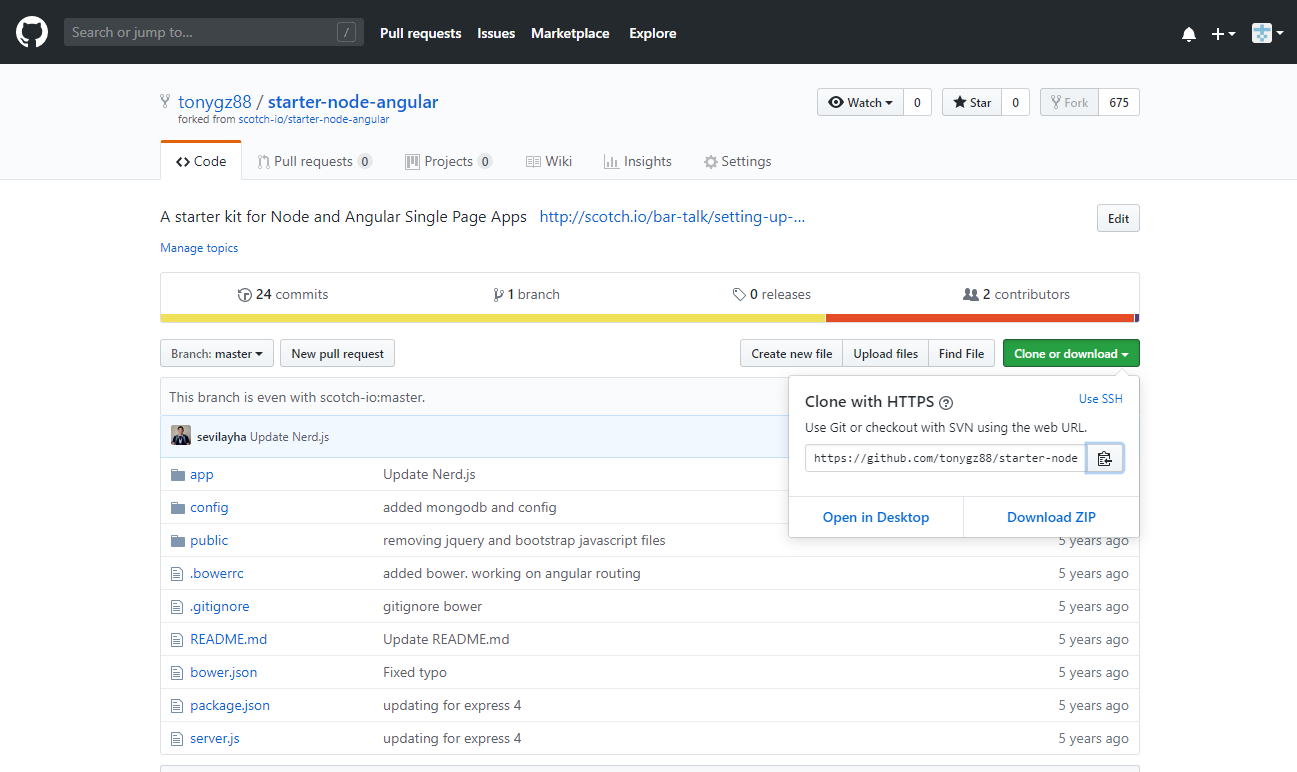 Search or jump to... / Pull requests Issues Marketplace Explore
tonygz88 / starter-node-angular Watch 0 Star 0 Fork 675
forked from scotch-io/starter-node-angular
Code Pull requests 0 Projects 0 Wiki Insights Settings
A starter kit for Node and Angular Single Page Apps http://scotch.io/bar-talk/setting-up-... Edit
Manage topics
24 commits 1 branch 0 releases 2 contributors
Branch: master New pull request Create new file Upload files Find File Clone or download
This branch is even with scotch-io:master.
Clone with HTTPS ? Use SSH
Use Git or checkout with SVN using the web URL.
https://github.com/tonygz88/starter-node
Open in Desktop Download ZIP
sevilayha Update Nerd.js
app Update Nerd.js
config added mongodb and config
public removing jquery and bootstrap javascript files 5 years ago
.bowerrc added bower. working on angular routing 5 years ago
.gitignore gitignore bower 5 years ago
README.md Update README.md 5 years ago
bower.json Fixed typo 5 years ago
package.json updating for express 4 5 years ago
server.js updating for express 4 5 years ago